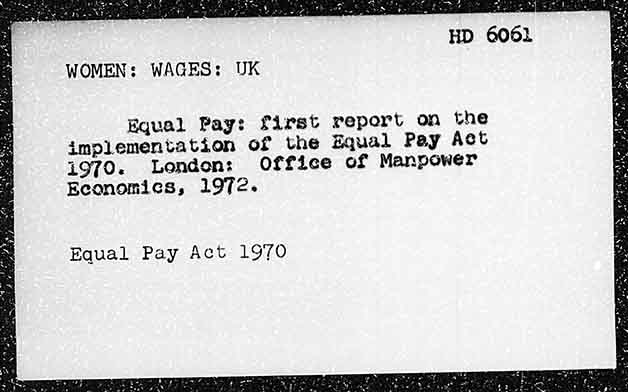 HD 6061
WOMEN: WAGES: UK
Equal Pay: first report on the
implementation of the Equal Pay Act
1970. London: Office of Manpower
Economics, 1972.
Equal Pay Act 1970